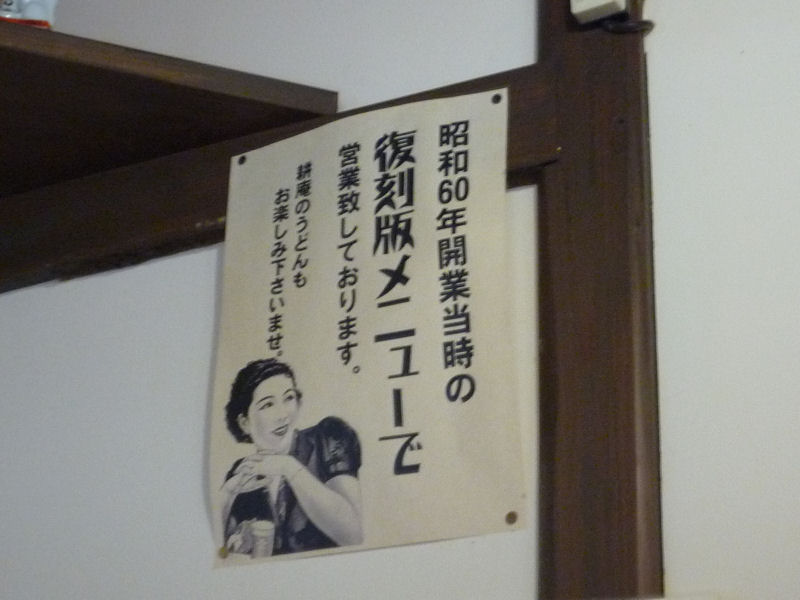 昭和60年開業当時の
復刻版メニューで
営業致しております。
耕庵のうどんも
お楽しみ下さいませ。